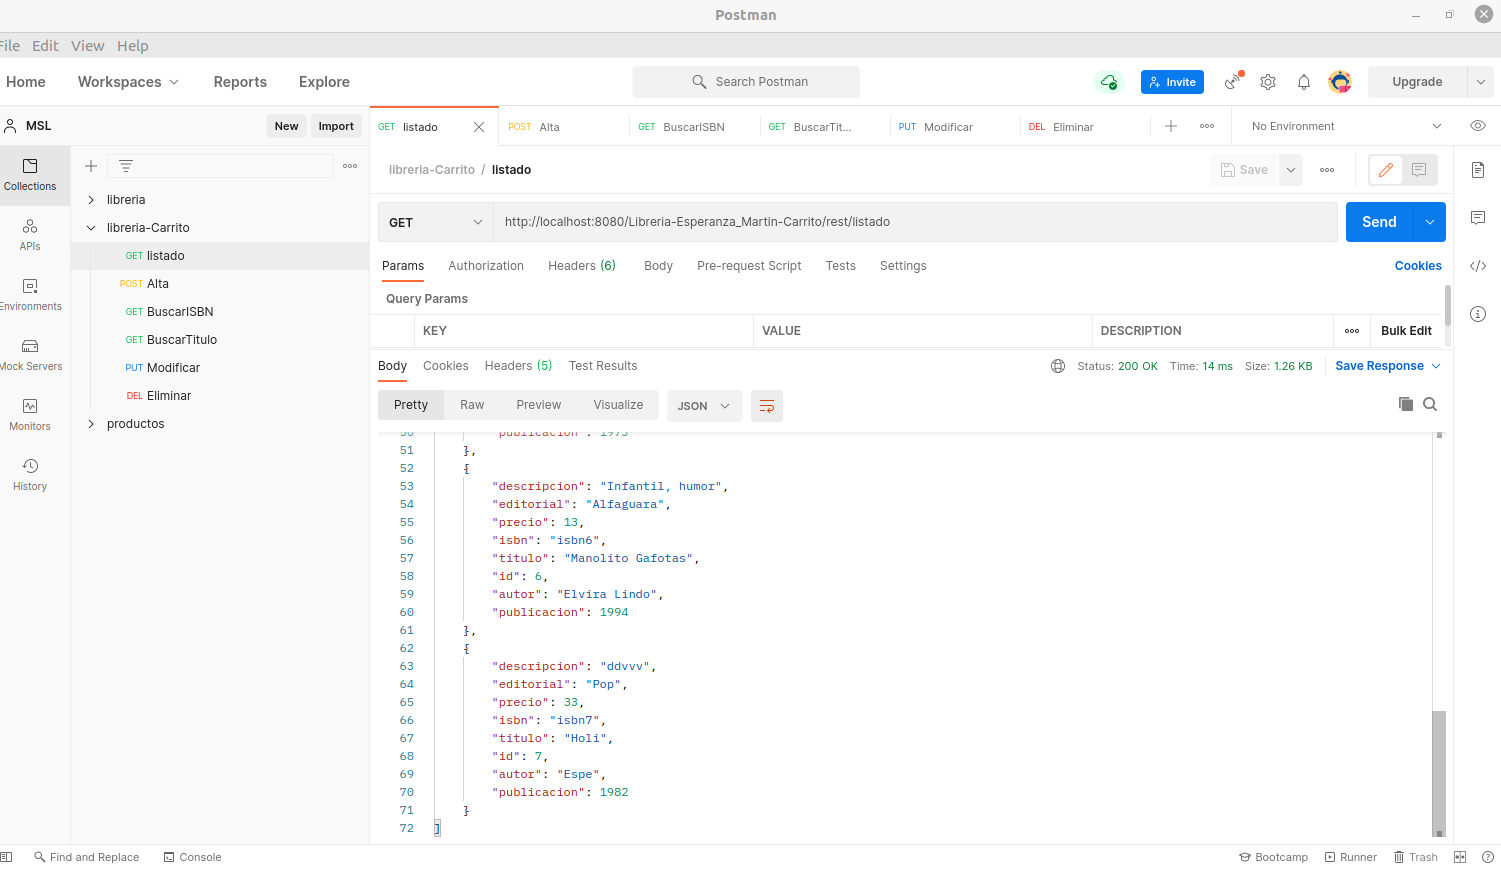 Postman
File Edit View Help
Home Workspaces Reports Explore Search Postman Invite Upgrade
MSL New Import GET listado POST Alta GET BuscarISBN GET BuscarTit... PUT Modificar DEL Eliminar No Environment
Collections
APIs
Environments
Mock Servers
Monitors
History
libreria
libreria-Carrito
GET listado
POST Alta
GET BuscarISBN
GET BuscarTitulo
PUT Modificar
DEL Eliminar
productos
libreria-Carrito / listado Save
GET http://localhost:8080/Libreria-Esperanza_Martin-Carrito/rest/listado Send
Params Authorization Headers (6) Body Pre-request Script Tests Settings Cookies
Query Params
KEY VALUE DESCRIPTION Bulk Edit
Body Cookies Headers (5) Test Results Status: 200 OK Time: 14 ms Size: 1.26 KB Save Response
Pretty Raw Preview Visualize JSON
50 "publicacion": 1975
51 },
52 {
53 "descripcion": "Infantil, humor",
54 "editorial": "Alfaguara",
55 "precio": 13,
56 "isbn": "isbn6",
57 "titulo": "Manolito Gafotas",
58 "id": 6,
59 "autor": "Elvira Lindo",
60 "publicacion": 1994
61 },
62 {
63 "descripcion": "ddvvv",
64 "editorial": "Pop",
65 "precio": 33,
66 "isbn": "isbn7",
67 "titulo": "Holi",
68 "id": 7,
69 "autor": "Espe",
70 "publicacion": 1982
71 }
72 ]
Find and Replace Console Bootcamp Runner Trash